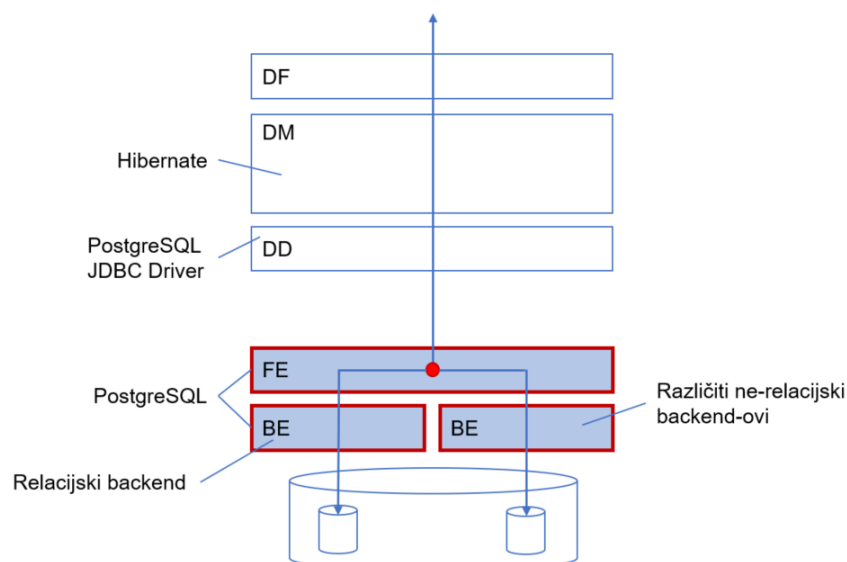 DF
DM
Hibernate
PostgreSQL
JDBC Driver
DD
FE
PostgreSQL
Različiti ne-relacijski
backend-ovi
BE
BE
Relacijski backend